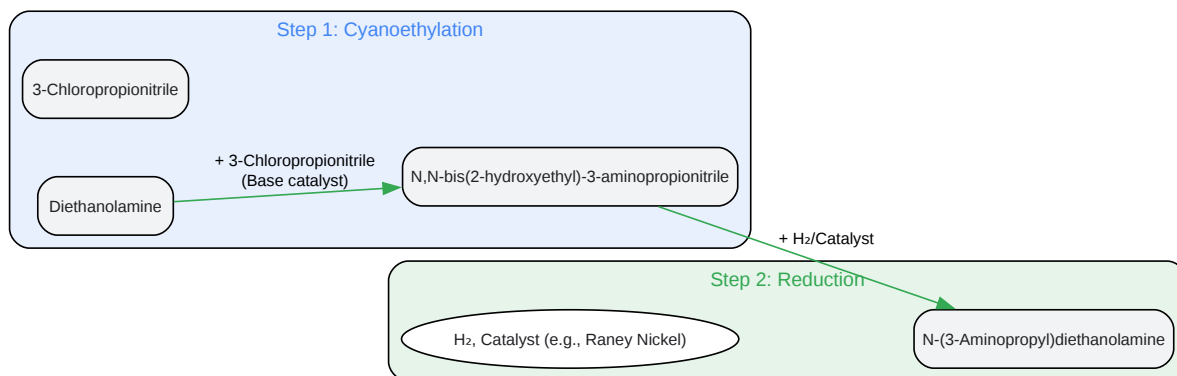 Step 1: Cyanoethylation
3-Chloropropionitrile
+ 3-Chloropropionitrile
(Base catalyst)
N,N-bis(2-hydroxyethyl)-3-aminopropionitrile
Diethanolamine
+ H₂/Catalyst
Step 2: Reduction
H₂, Catalyst (e.g., Raney Nickel)
N-(3-Aminopropyl)diethanolamine